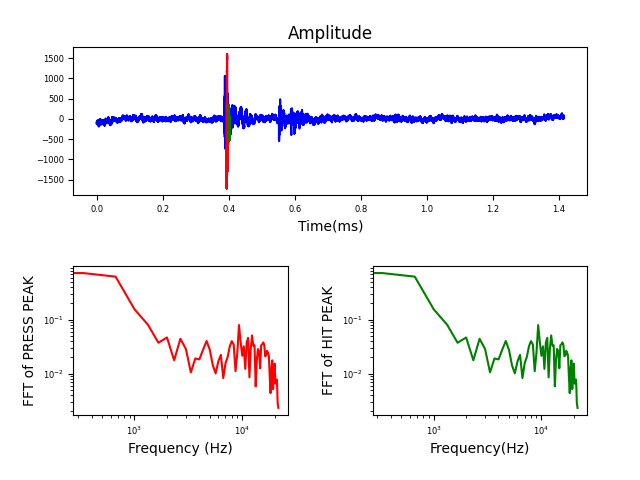 Amplitude
1500
1000
500
0
−500
−1000
−1500
0.0 0.2 0.4 0.6 0.8 1.0 1.2 1.4
Time(ms)
FFT of PRESS PEAK
10⁻¹
10⁻²
10³ 10⁴
Frequency (Hz)
FFT of HIT PEAK
10⁻¹
10⁻²
10³ 10⁴
Frequency(Hz)